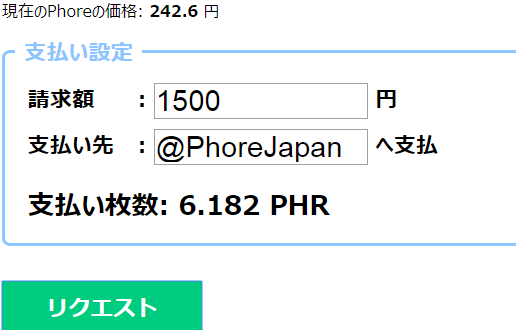 現在のPhoreの価格: 242.6 円
支払い設定
請求額 : 1500 円
支払い先 : @PhoreJapan へ支払
支払い枚数: 6.182 PHR
リクエスト